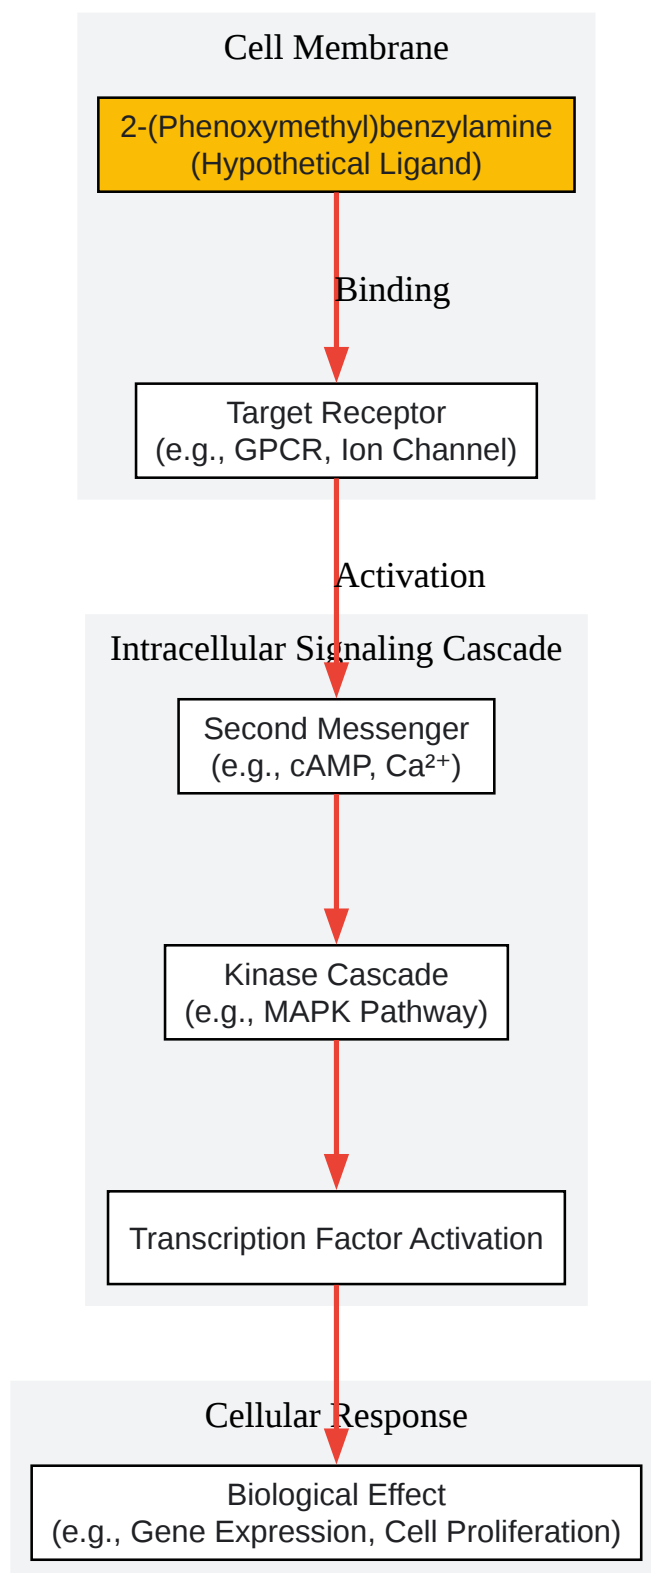 Cell Membrane
2-(Phenoxymethyl)benzylamine
(Hypothetical Ligand)
Binding
Target Receptor
(e.g., GPCR, Ion Channel)
Activation
Intracellular Signaling Cascade
Second Messenger
(e.g., cAMP, Ca²⁺)
Kinase Cascade
(e.g., MAPK Pathway)
Transcription Factor Activation
Cellular Response
Biological Effect
(e.g., Gene Expression, Cell Proliferation)